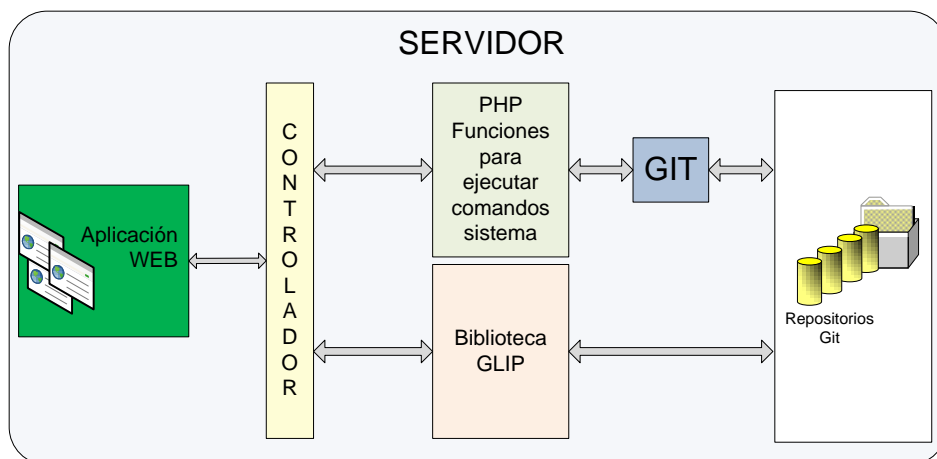 SERVIDOR
Aplicación
WEB
C
O
N
T
R
O
L
A
D
O
R
PHP
Funciones
para
ejecutar
comandos
sistema
GIT
Biblioteca
GLIP
Repositorios
Git